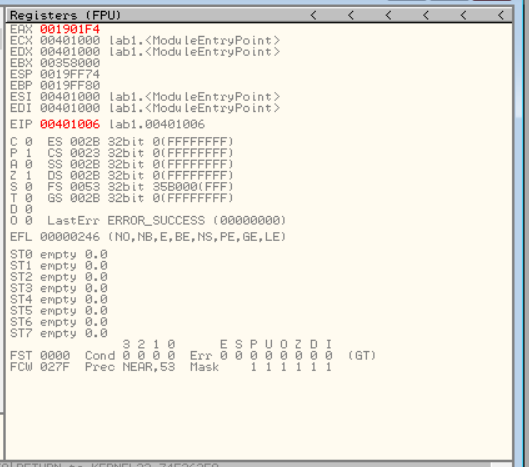 Registers (FPU) < < < < < <
EAX 001901F4
ECX 00401000 lab1.<ModuleEntryPoint>
EDX 00401000 lab1.<ModuleEntryPoint>
EBX 00358000
ESP 0019FF74
EBP 0019FF80
ESI 00401000 lab1.<ModuleEntryPoint>
EDI 00401000 lab1.<ModuleEntryPoint>
EIP 00401006 lab1.00401006
C 0 ES 002B 32bit 0(FFFFFFFF)
P 1 CS 0023 32bit 0(FFFFFFFF)
A 0 SS 002B 32bit 0(FFFFFFFF)
Z 1 DS 002B 32bit 0(FFFFFFFF)
S 0 FS 0053 32bit 35B000(FFF)
T 0 GS 002B 32bit 0(FFFFFFFF)
D 0
O 0 LastErr ERROR_SUCCESS (00000000)
EFL 00000246 (NO,NB,E,BE,NS,PE,GE,LE)
ST0 empty 0.0
ST1 empty 0.0
ST2 empty 0.0
ST3 empty 0.0
ST4 empty 0.0
ST5 empty 0.0
ST6 empty 0.0
ST7 empty 0.0
3 2 1 0 E S P U O Z D I
FST 0000 Cond 0 0 0 0 Err 0 0 0 0 0 0 0 0 (GT)
FCW 027F Prec NEAR,53 Mask 1 1 1 1 1 1
RETURN to